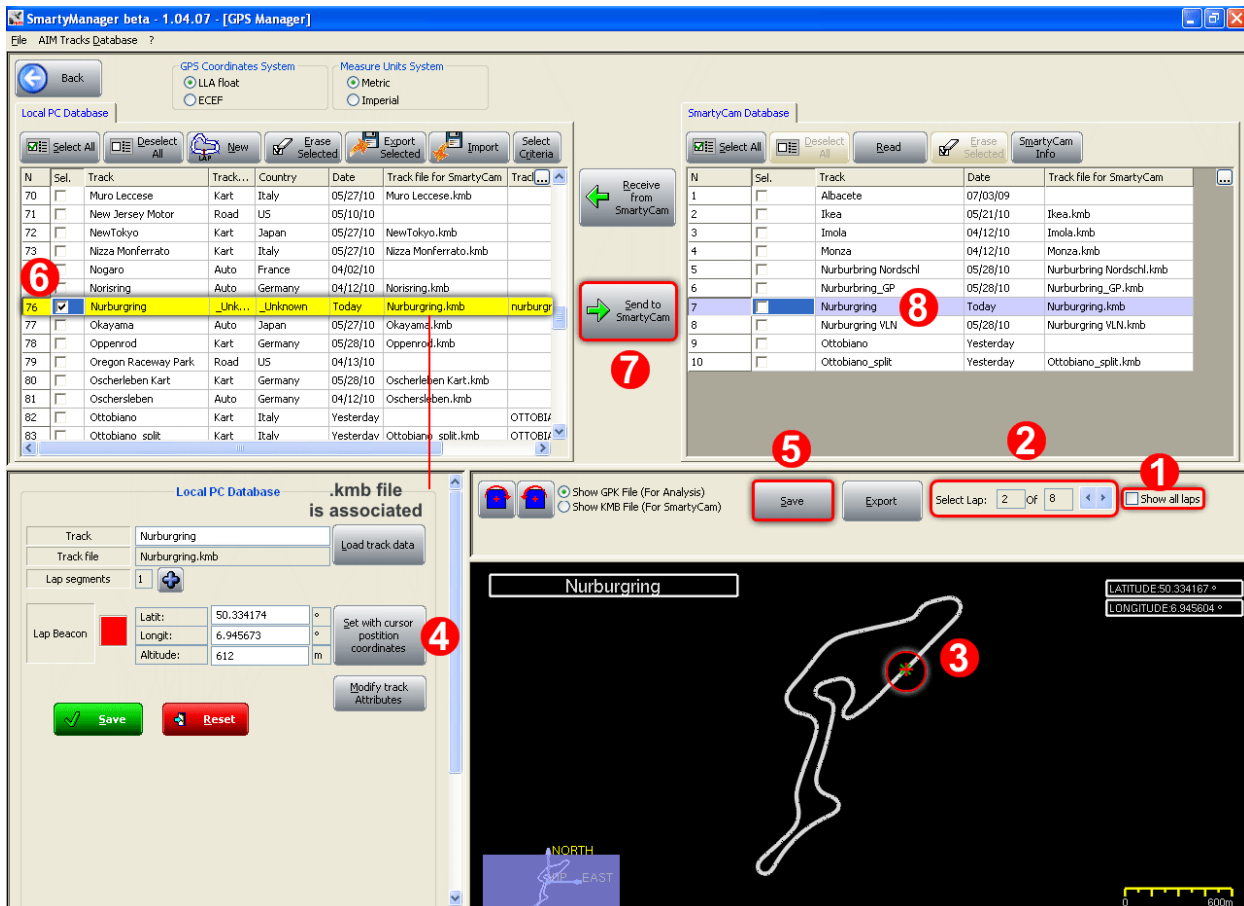 SmartyManager beta - 1.04.07 - [GPS Manager]
File AIM Tracks Database ?
Back
GPS Coordinates System
LLA float
ECEF
Measure Units System
Metric
Imperial
Local PC Database
Select All
Deselect All
New
LAP
Erase Selected
Export Selected
Import
Select Criteria
N Sel. Track Track... Country Date Track file for SmartyCam Tracl ...
70 Muro Leccese Kart Italy 05/27/10 Muro Leccese.kmb
71 New Jersey Motor Road US 05/10/10
72 NewTokyo Kart Japan 05/27/10 NewTokyo.kmb
73 Nizza Monferrato Kart Italy 05/27/10 Nizza Monferrato.kmb
Nogaro Auto France 04/02/10
6
Norisring Auto Germany 04/12/10 Norisring.kmb
76 Nurburgring _Unk... _Unknown Today Nurburgring.kmb nurburgr
77 Okayama Auto Japan 05/27/10 Okayama.kmb
78 Oppenrod Kart Germany 05/28/10 Oppenrod.kmb
79 Oregon Raceway Park Road US 04/13/10
80 Oscherleben Kart Kart Germany 05/28/10 Oscherleben Kart.kmb
81 Oschersleben Auto Germany 04/12/10 Oschersleben.kmb
82 Ottobiano Kart Italy Yesterday OTTOBIA
83 Ottobiano_split Kart Italy Yesterday Ottobiano_split.kmb OTTOBIA
Receive from SmartyCam
Send to SmartyCam
7
SmartyCam Database
Select All
Deselect All
Read
Erase Selected
SmartyCam Info
N Sel. Track Date Track file for SmartyCam ...
1 Albacete 07/03/09
2 Ikea 05/21/10 Ikea.kmb
3 Imola 04/12/10 Imola.kmb
4 Monza 04/12/10 Monza.kmb
5 Nurburbring Nordschl 05/28/10 Nurburbring Nordschl.kmb
6 Nurburbring_GP 05/28/10 Nurburbring_GP.kmb
7 Nurburgring 8 Today Nurburgring.kmb
8 Nurburgring VLN 05/28/10 Nurburgring VLN.kmb
9 Ottobiano Yesterday
10 Ottobiano_split Yesterday Ottobiano_split.kmb
Local PC Database
.kmb file
is associated
Track Nurburgring
Track file Nurburgring.kmb
Load track data
Lap segments 1
Lap Beacon
Latit: 50.334174 °
Longit: 6.945673 °
Altitude: 612 m
Set with cursor
postition
coordinates
4
Modify track
Attributes
Save
Reset
Show GPK File (For Analysis)
Show KMB File (For SmartyCam)
5
Save
Export
2
Select Lap: 2 Of 8
1
Show all laps
Nurburgring
LATITUDE:50.334167 °
LONGITUDE:6.945604 °
3
NORTH
UP
EAST
0 600m